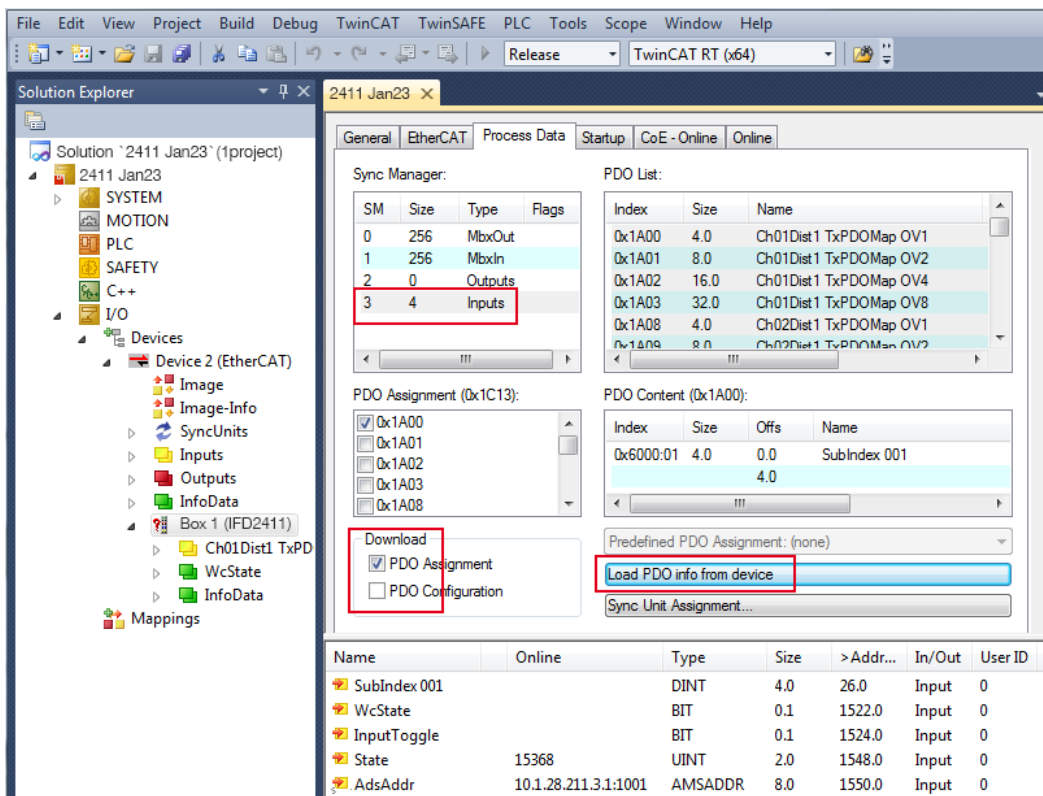 File Edit View Project Build Debug TwinCAT TwinSAFE PLC Tools Scope Window Help
Release TwinCAT RT (x64)
Solution Explorer
2411 Jan23
General EtherCAT Process Data Startup CoE - Online Online
Solution `2411 Jan23`(1project)
2411 Jan23
SYSTEM
MOTION
PLC
SAFETY
C++
I/O
Devices
Device 2 (EtherCAT)
Image
Image-Info
SyncUnits
Inputs
Outputs
InfoData
Box 1 (IFD2411)
Ch01Dist1 TxPD
WcState
InfoData
Mappings
Sync Manager:
SM Size Type Flags
0 256 MbxOut
1 256 MbxIn
2 0 Outputs
3 4 Inputs
PDO List:
Index Size Name
0x1A00 4.0 Ch01Dist1 TxPDOMap OV1
0x1A01 8.0 Ch01Dist1 TxPDOMap OV2
0x1A02 16.0 Ch01Dist1 TxPDOMap OV4
0x1A03 32.0 Ch01Dist1 TxPDOMap OV8
0x1A08 4.0 Ch02Dist1 TxPDOMap OV1
0x1A09 8.0 Ch02Dist1 TxPDOMap OV2
PDO Assignment (0x1C13):
0x1A00
0x1A01
0x1A02
0x1A03
0x1A08
PDO Content (0x1A00):
Index Size Offs Name
0x6000:01 4.0 0.0 SubIndex 001
4.0
Download
PDO Assignment
PDO Configuration
Predefined PDO Assignment: (none)
Load PDO info from device
Sync Unit Assignment...
Name Online Type Size >Addr... In/Out User ID
SubIndex 001 DINT 4.0 26.0 Input 0
WcState BIT 0.1 1522.0 Input 0
InputToggle BIT 0.1 1524.0 Input 0
State 15368 UINT 2.0 1548.0 Input 0
AdsAddr 10.1.28.211.3.1:1001 AMSADDR 8.0 1550.0 Input 0